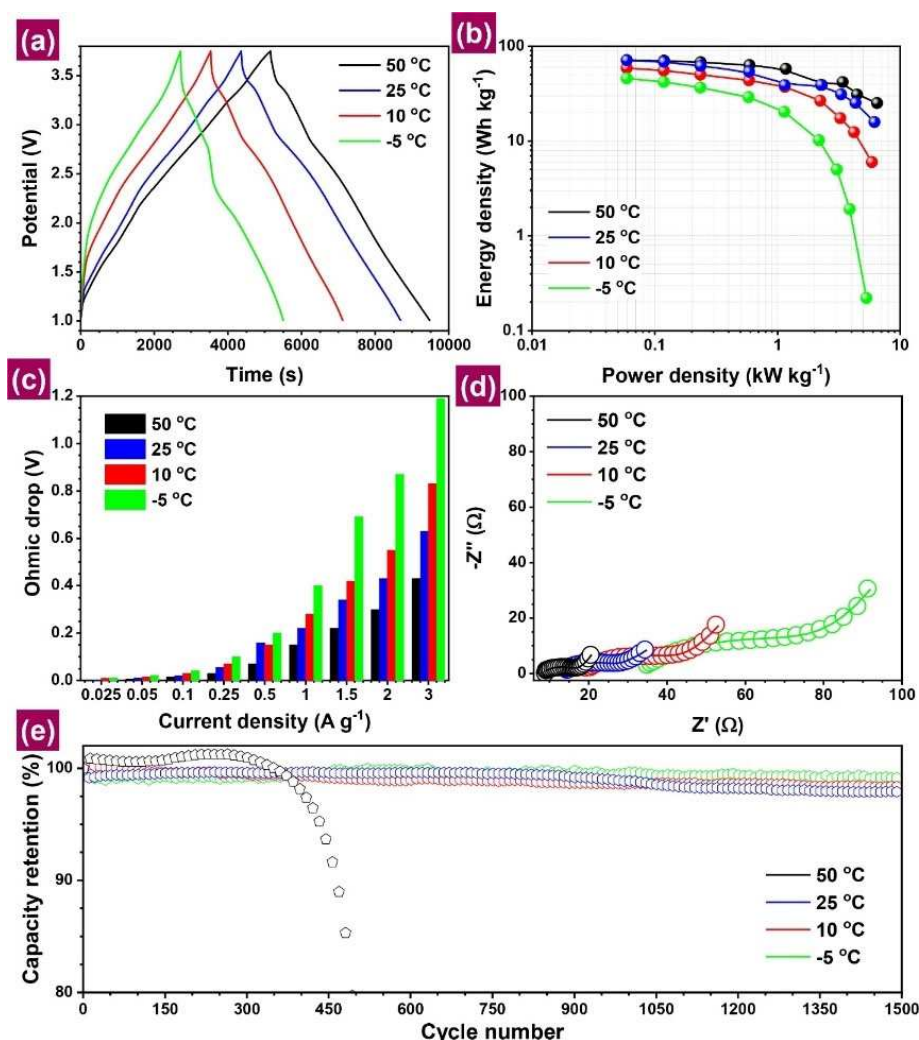 (a)
50 °C
25 °C
10 °C
-5 °C
3.5
3.0
2.5
2.0
1.5
1.0
Potential (V)
0 2000 4000 6000 8000 10000
Time (s)
(b)
100
10
1
0.1
Energy density (Wh kg⁻¹)
50 °C
25 °C
10 °C
-5 °C
0.01 0.1 1 10
Power density (kW kg⁻¹)
(c)
1.2
1.0
0.8
0.6
0.4
0.2
0.0
Ohmic drop (V)
50 °C
25 °C
10 °C
-5 °C
0.025 0.05 0.1 0.25 0.5 1 1.5 2 3
Current density (A g⁻¹)
(d)
100
80
60
40
20
0
-Z" (Ω)
50 °C
25 °C
10 °C
-5 °C
20 40 60 80 100
Z' (Ω)
(e)
100
90
80
Capacity retention (%)
50 °C
25 °C
10 °C
-5 °C
0 150 300 450 600 750 900 1050 1200 1350 1500
Cycle number